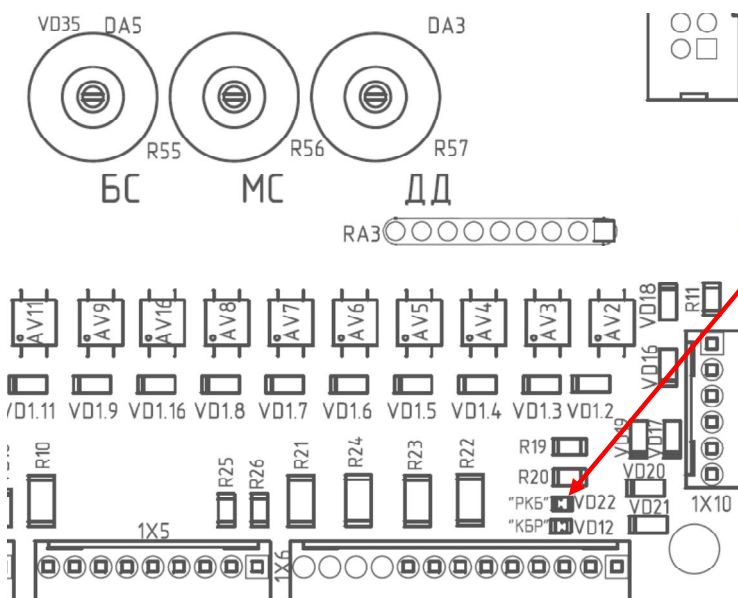 VD35 DA5 DA3
R55 R56 R57
БС МС ДД
RA3
AV11 AV9 AV16 AV8 AV7 AV6 AV5 AV4 AV3 AV2 VD18 R11
VD16
VD1.11 VD1.9 VD1.16 VD1.8 VD1.7 VD1.6 VD1.5 VD1.4 VD1.3 VD1.2
R19 VD19 VD17
R10 R25 R26 R21 R24 R23 R22
R20 VD20
"РКБ" VD22 VD21 1X10
"КБР" VD12
1X5 1X6